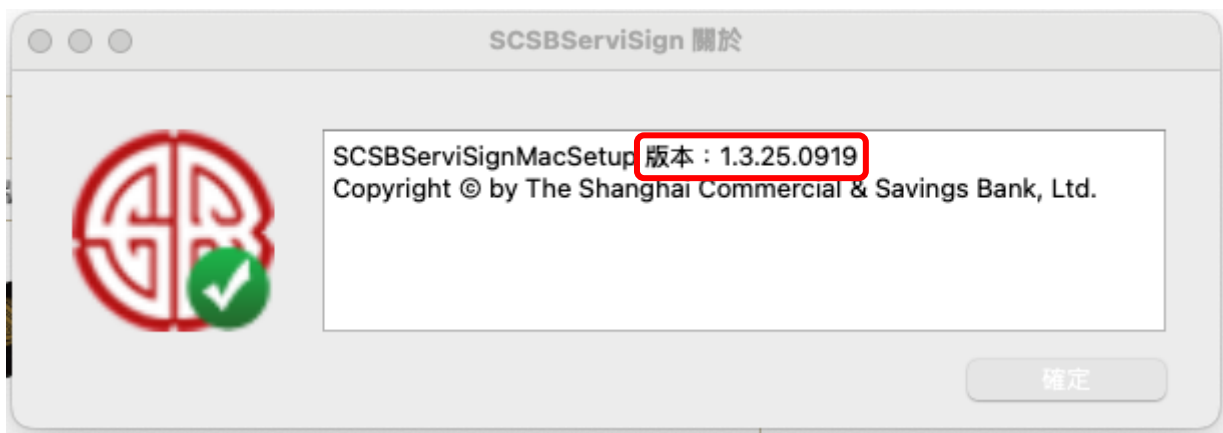 SCSBServiSign 關於
SCSBServiSignMacSetup 版本：1.3.25.0919
Copyright © by The Shanghai Commercial & Savings Bank, Ltd.
確定